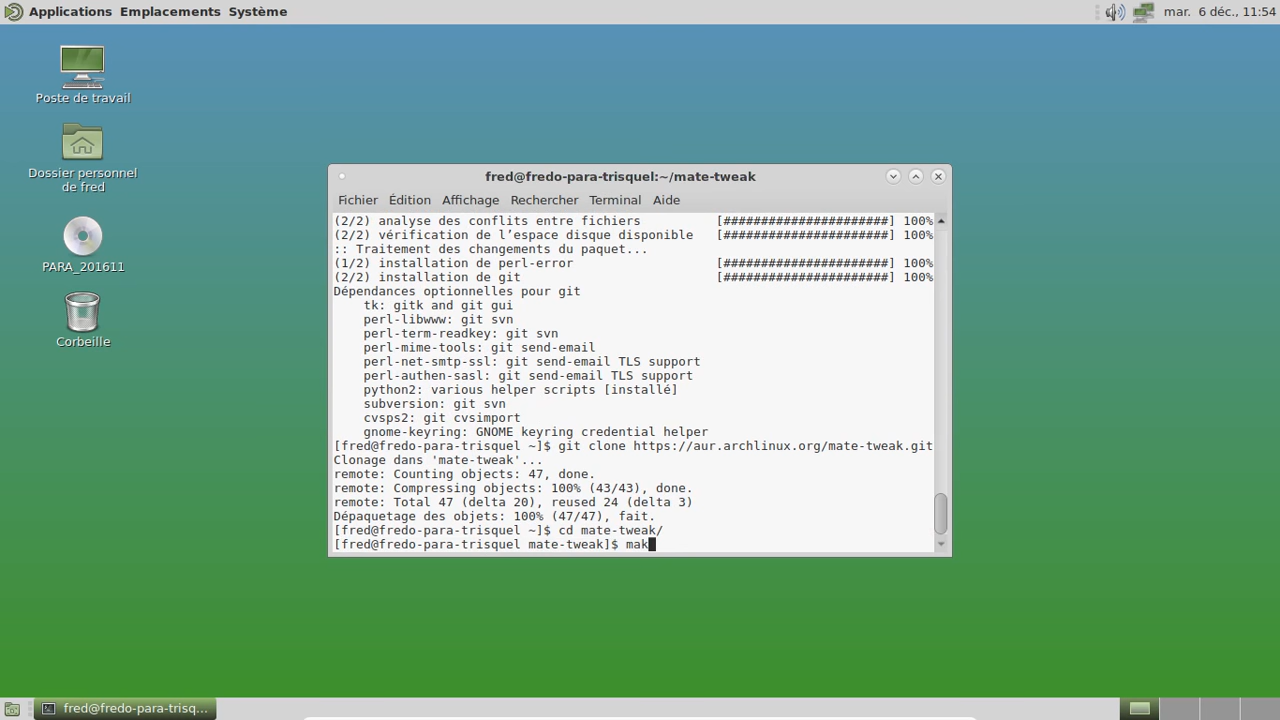 Applications Emplacements Système
mar. 6 déc., 11:54
Poste de travail
Dossier personnel
de fred
PARA_201611
Corbeille
fred@fredo-para-trisquel:~/mate-tweak
Fichier Édition Affichage Rechercher Terminal Aide
(2/2) analyse des conflits entre fichiers [######################] 100%
(2/2) vérification de l’espace disque disponible [######################] 100%
:: Traitement des changements du paquet...
(1/2) installation de perl-error [######################] 100%
(2/2) installation de git [######################] 100%
Dépendances optionnelles pour git
tk: gitk and git gui
perl-libwww: git svn
perl-term-readkey: git svn
perl-mime-tools: git send-email
perl-net-smtp-ssl: git send-email TLS support
perl-authen-sasl: git send-email TLS support
python2: various helper scripts [installé]
subversion: git svn
cvsps2: git cvsimport
gnome-keyring: GNOME keyring credential helper
[fred@fredo-para-trisquel ~]$ git clone https://aur.archlinux.org/mate-tweak.git
Clonage dans 'mate-tweak'...
remote: Counting objects: 47, done.
remote: Compressing objects: 100% (43/43), done.
remote: Total 47 (delta 20), reused 24 (delta 3)
Dépaquetage des objets: 100% (47/47), fait.
[fred@fredo-para-trisquel ~]$ cd mate-tweak/
[fred@fredo-para-trisquel mate-tweak]$ mak
fred@fredo-para-trisq...